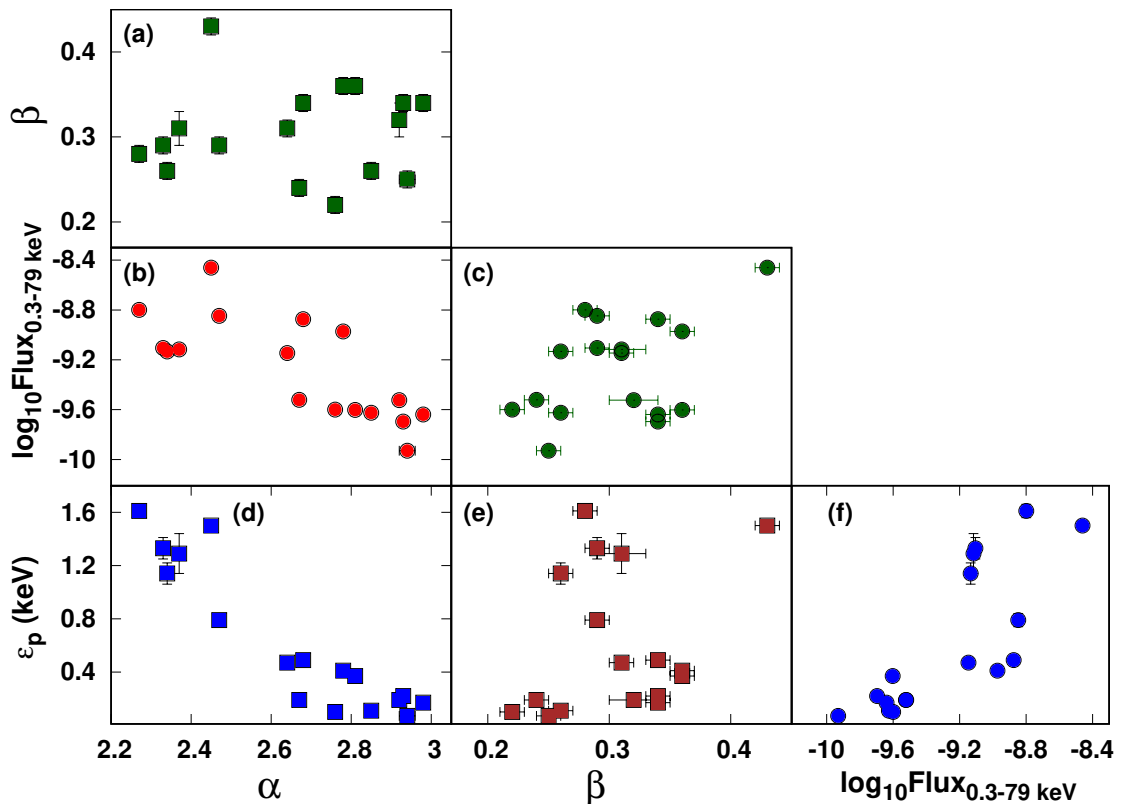 (a)
0.4
0.3
0.2
β
(b)
(c)
-8.4
-8.8
-9.2
-9.6
-10
log₁₀Flux₀.₃₋₇₉ keV
(d)
(e)
(f)
1.6
1.2
0.8
0.4
εp (keV)
2.2 2.4 2.6 2.8 3
0.2 0.3 0.4
-10 -9.6 -9.2 -8.8 -8.4
α
β
log₁₀Flux₀.₃₋₇₉ keV